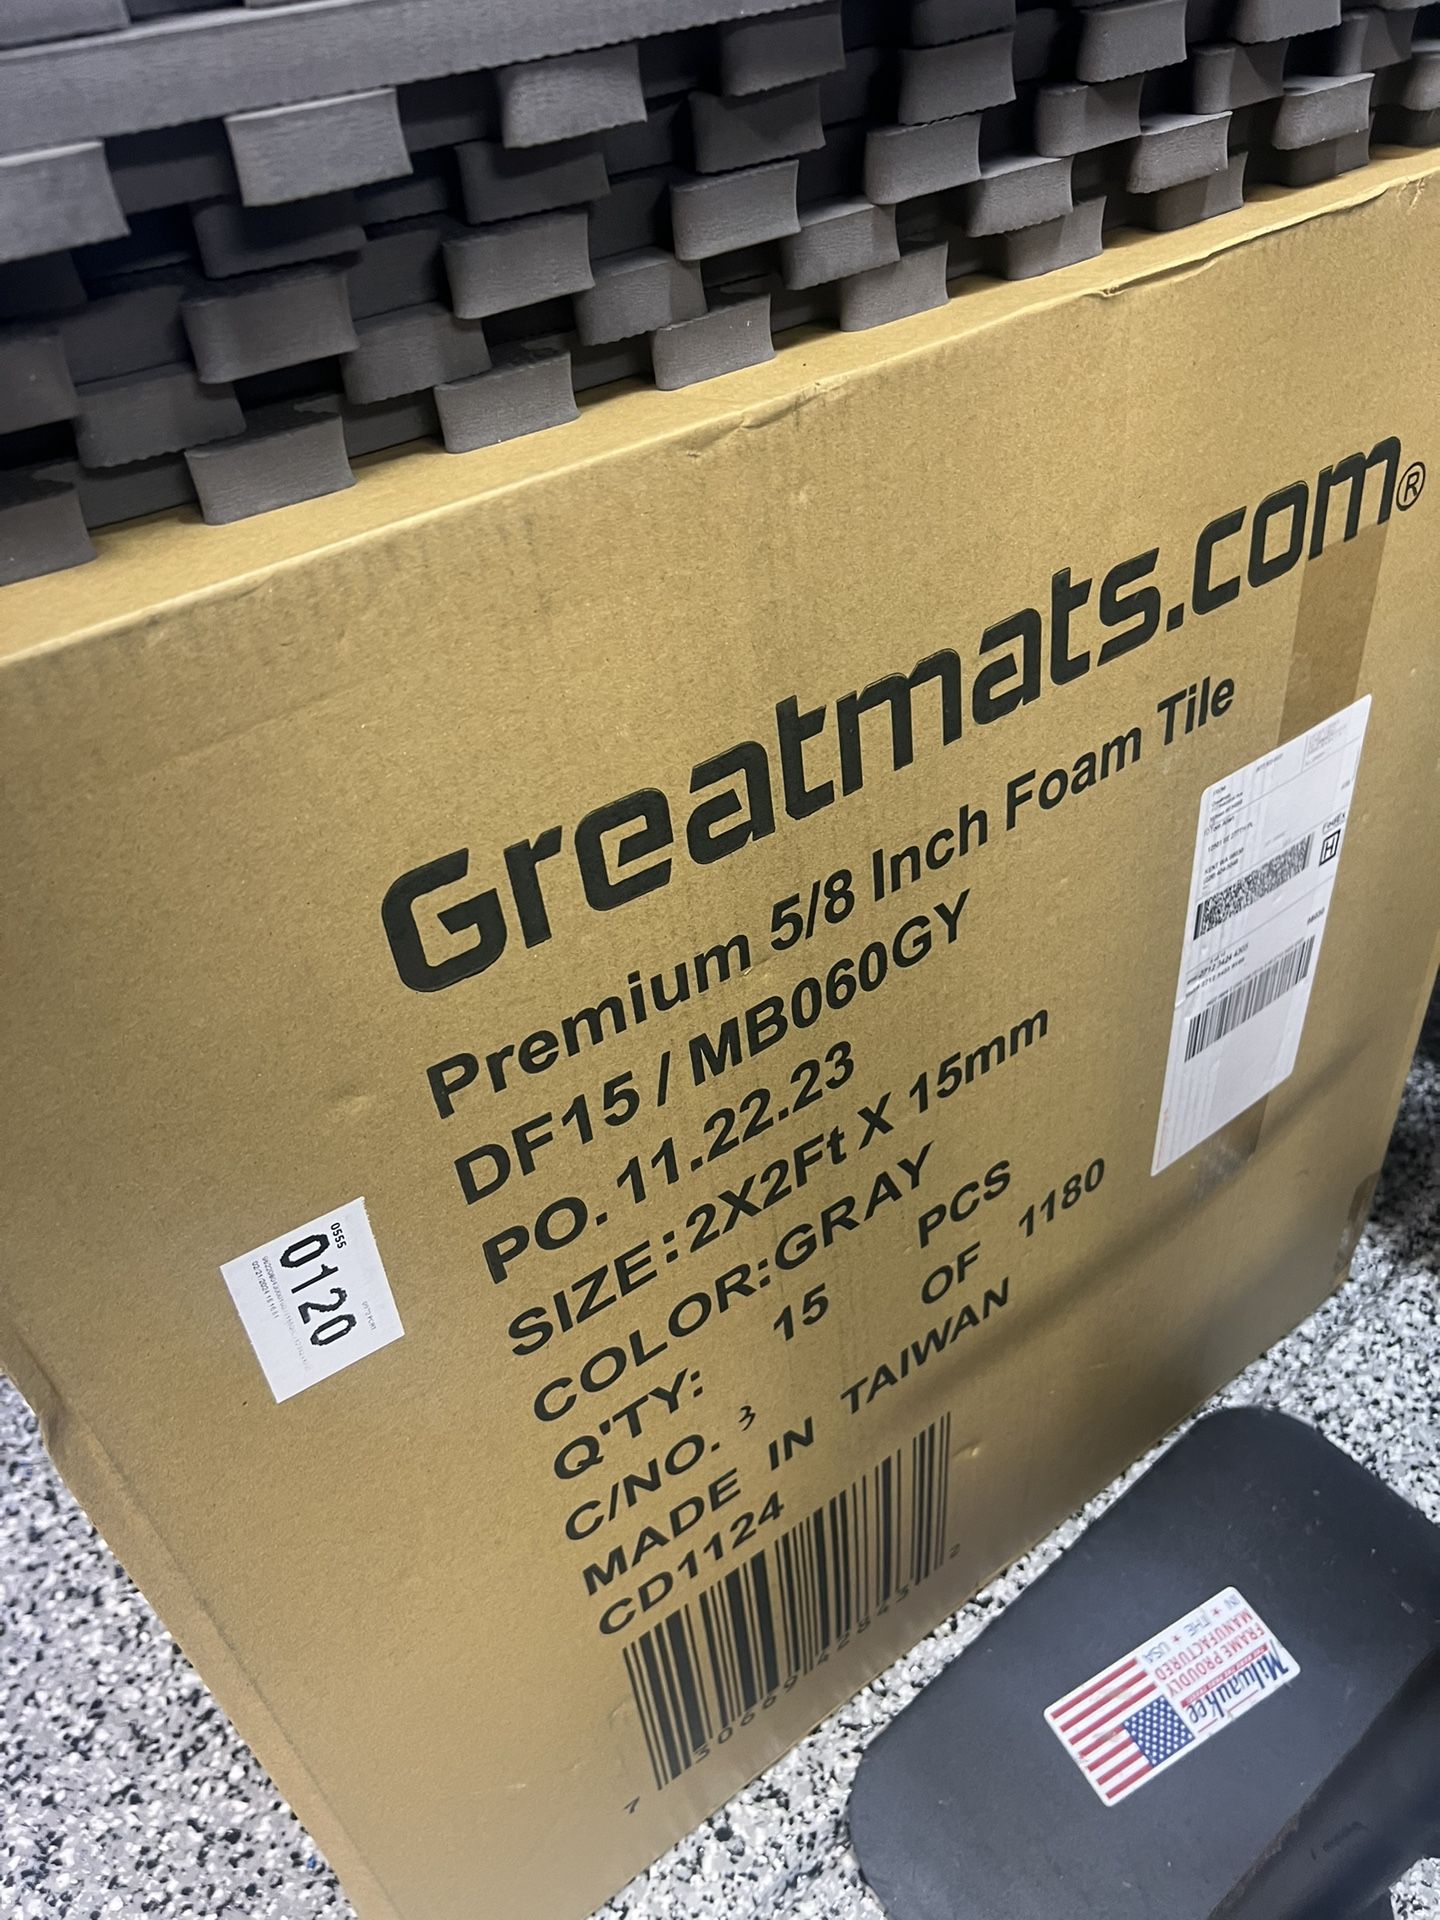 Greatmats.com®
Premium 5/8 Inch Foam Tile
DF15 / MB060GY
PO. 11.22.23
SIZE:2X2Ft X 15mm
COLOR:GRAY
Q'TY: 15 PCS
C/NO. 3 OF 1180
MADE IN TAIWAN
CD1124
0555
0120
H
Milwaukee
FRAME PROUDLY
MANUFACTURED
IN ★ THE ★ USA